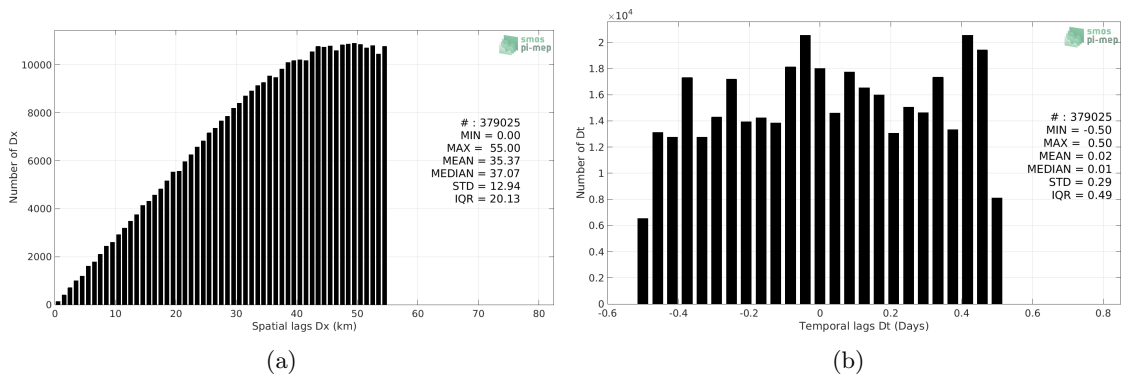 smos
pi-mep
10000
8000
6000
4000
2000
0
Number of Dx
# : 379025
MIN = 0.00
MAX = 55.00
MEAN = 35.37
MEDIAN = 37.07
STD = 12.94
IQR = 20.13
0 10 20 30 40 50 60 70 80
Spatial lags Dx (km)
(a)
×10⁴
smos
pi-mep
2
1.8
1.6
1.4
1.2
1
0.8
0.6
0.4
0.2
0
Number of Dt
# : 379025
MIN = -0.50
MAX = 0.50
MEAN = 0.02
MEDIAN = 0.01
STD = 0.29
IQR = 0.49
-0.6 -0.4 -0.2 0 0.2 0.4 0.6 0.8
Temporal lags Dt (Days)
(b)